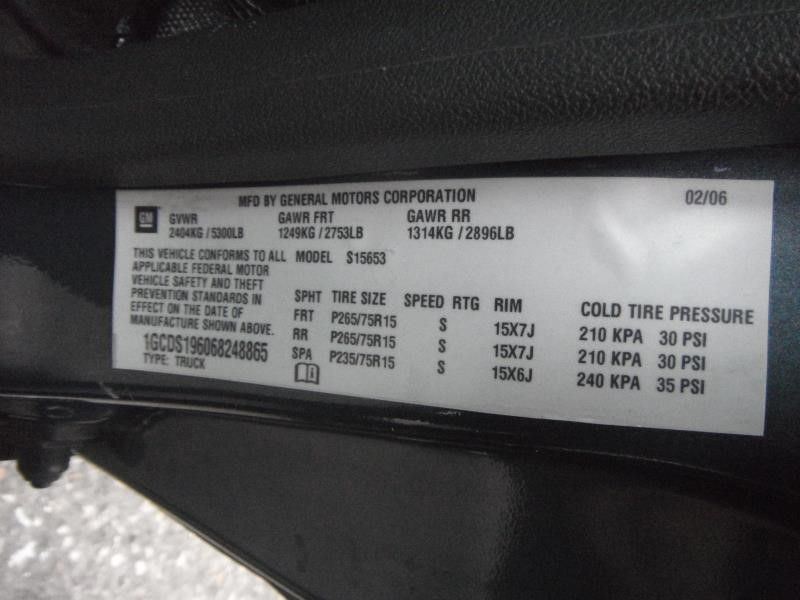 MFD BY GENERAL MOTORS CORPORATION 02/06
GM GVWR GAWR FRT GAWR RR
2404KG / 5300LB 1249KG / 2753LB 1314KG / 2896LB
THIS VEHICLE CONFORMS TO ALL MODEL S15653
APPLICABLE FEDERAL MOTOR
VEHICLE SAFETY AND THEFT
PREVENTION STANDARDS IN
EFFECT ON THE DATE OF
MANUFACTURE SHOWN ABOVE.
1GCDS196068248865
TYPE: TRUCK
SPHT TIRE SIZE SPEED RTG RIM COLD TIRE PRESSURE
FRT P265/75R15 S 15X7J 210 KPA 30 PSI
RR P265/75R15 S 15X7J 210 KPA 30 PSI
SPA P235/75R15 S 15X6J 240 KPA 35 PSI